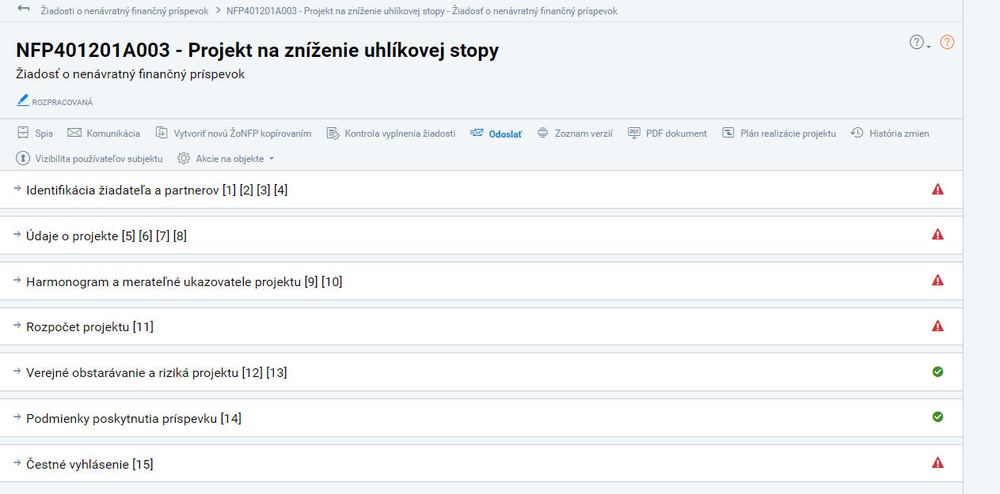 Žiadosti o nenávratný finančný príspevok > NFP401201A003 - Projekt na zníženie uhlíkovej stopy - Žiadosť o nenávratný finančný príspevok
NFP401201A003 - Projekt na zníženie uhlíkovej stopy
Žiadosť o nenávratný finančný príspevok
ROZPRACOVANÁ
Spis Komunikácia Vytvoriť novú ŽoNFP kopírovaním Kontrola vyplnenia žiadosti Odoslať Zoznam verzií PDF PDF dokument Plán realizácie projektu História zmien
Vizibilita používateľov subjektu Akcie na objekte
Identifikácia žiadateľa a partnerov [1] [2] [3] [4]
Údaje o projekte [5] [6] [7] [8]
Harmonogram a merateľné ukazovatele projektu [9] [10]
Rozpočet projektu [11]
Verejné obstarávanie a riziká projektu [12] [13]
Podmienky poskytnutia príspevku [14]
Čestné vyhlásenie [15]